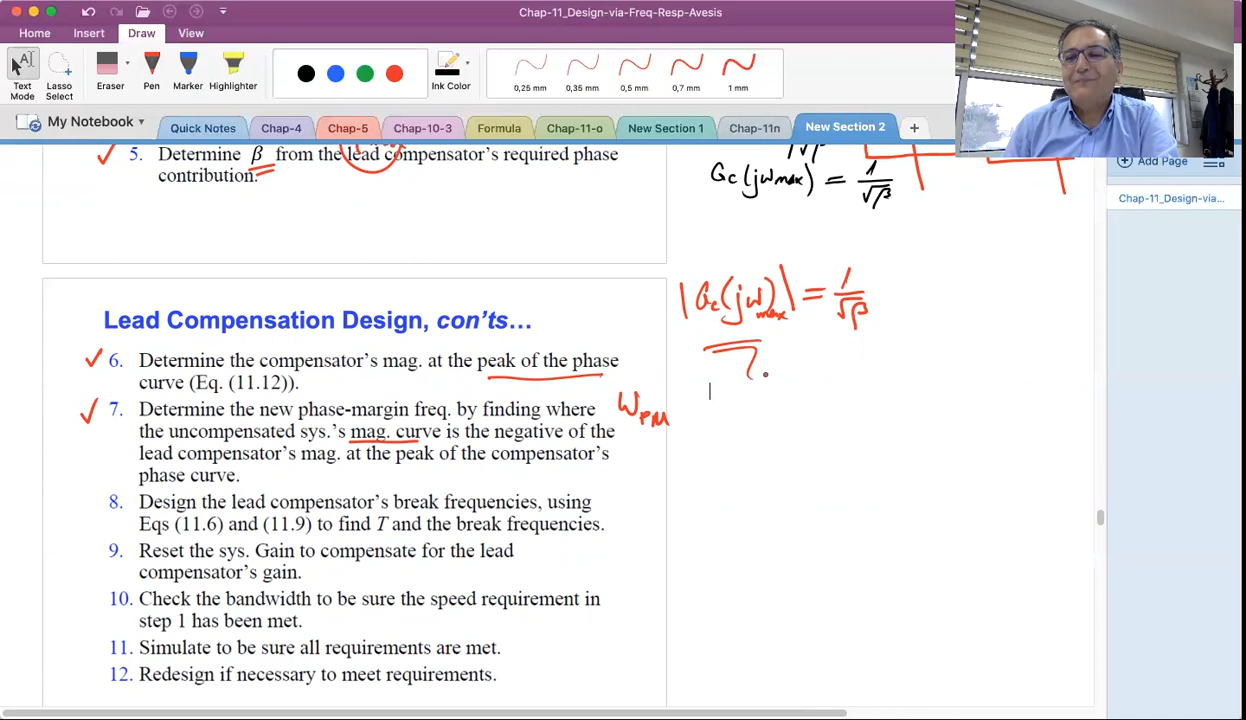 Chap-11_Design-via-Freq-Resp-Avesis
Home Insert Draw View
Text Mode
Lasso Select
Eraser
Pen
Marker
Highlighter
Ink Color
0,25 mm 0,35 mm 0,5 mm 0,7 mm 1 mm
My Notebook
Quick Notes Chap-4 Chap-5 Chap-10-3 Formula Chap-11-o New Section 1 Chap-11n New Section 2 +
Add Page
Chap-11_Design-via...
5. Determine β from the lead compensator's required phase
contribution.
Gc(jωmax) = 1/√β
Lead Compensation Design, con'ts…
6. Determine the compensator's mag. at the peak of the phase
curve (Eq. (11.12)).
7. Determine the new phase-margin freq. by finding where
the uncompensated sys.'s mag. curve is the negative of the
lead compensator's mag. at the peak of the compensator's
phase curve.
8. Design the lead compensator's break frequencies, using
Eqs (11.6) and (11.9) to find T and the break frequencies.
9. Reset the sys. Gain to compensate for the lead
compensator's gain.
10. Check the bandwidth to be sure the speed requirement in
step 1 has been met.
11. Simulate to be sure all requirements are met.
12. Redesign if necessary to meet requirements.
ωPM
|Gc(jω)max| = 1/√β